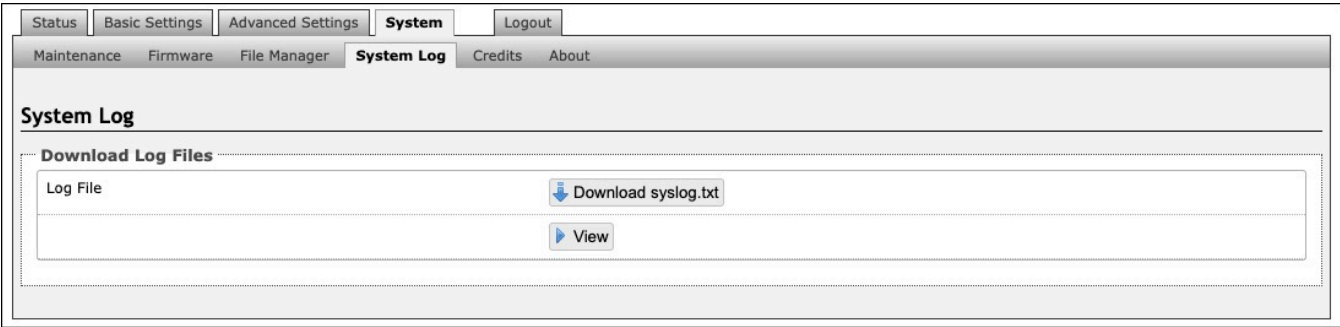 Status Basic Settings Advanced Settings System Logout
Maintenance Firmware File Manager System Log Credits About
System Log
Download Log Files
Log File Download syslog.txt
View